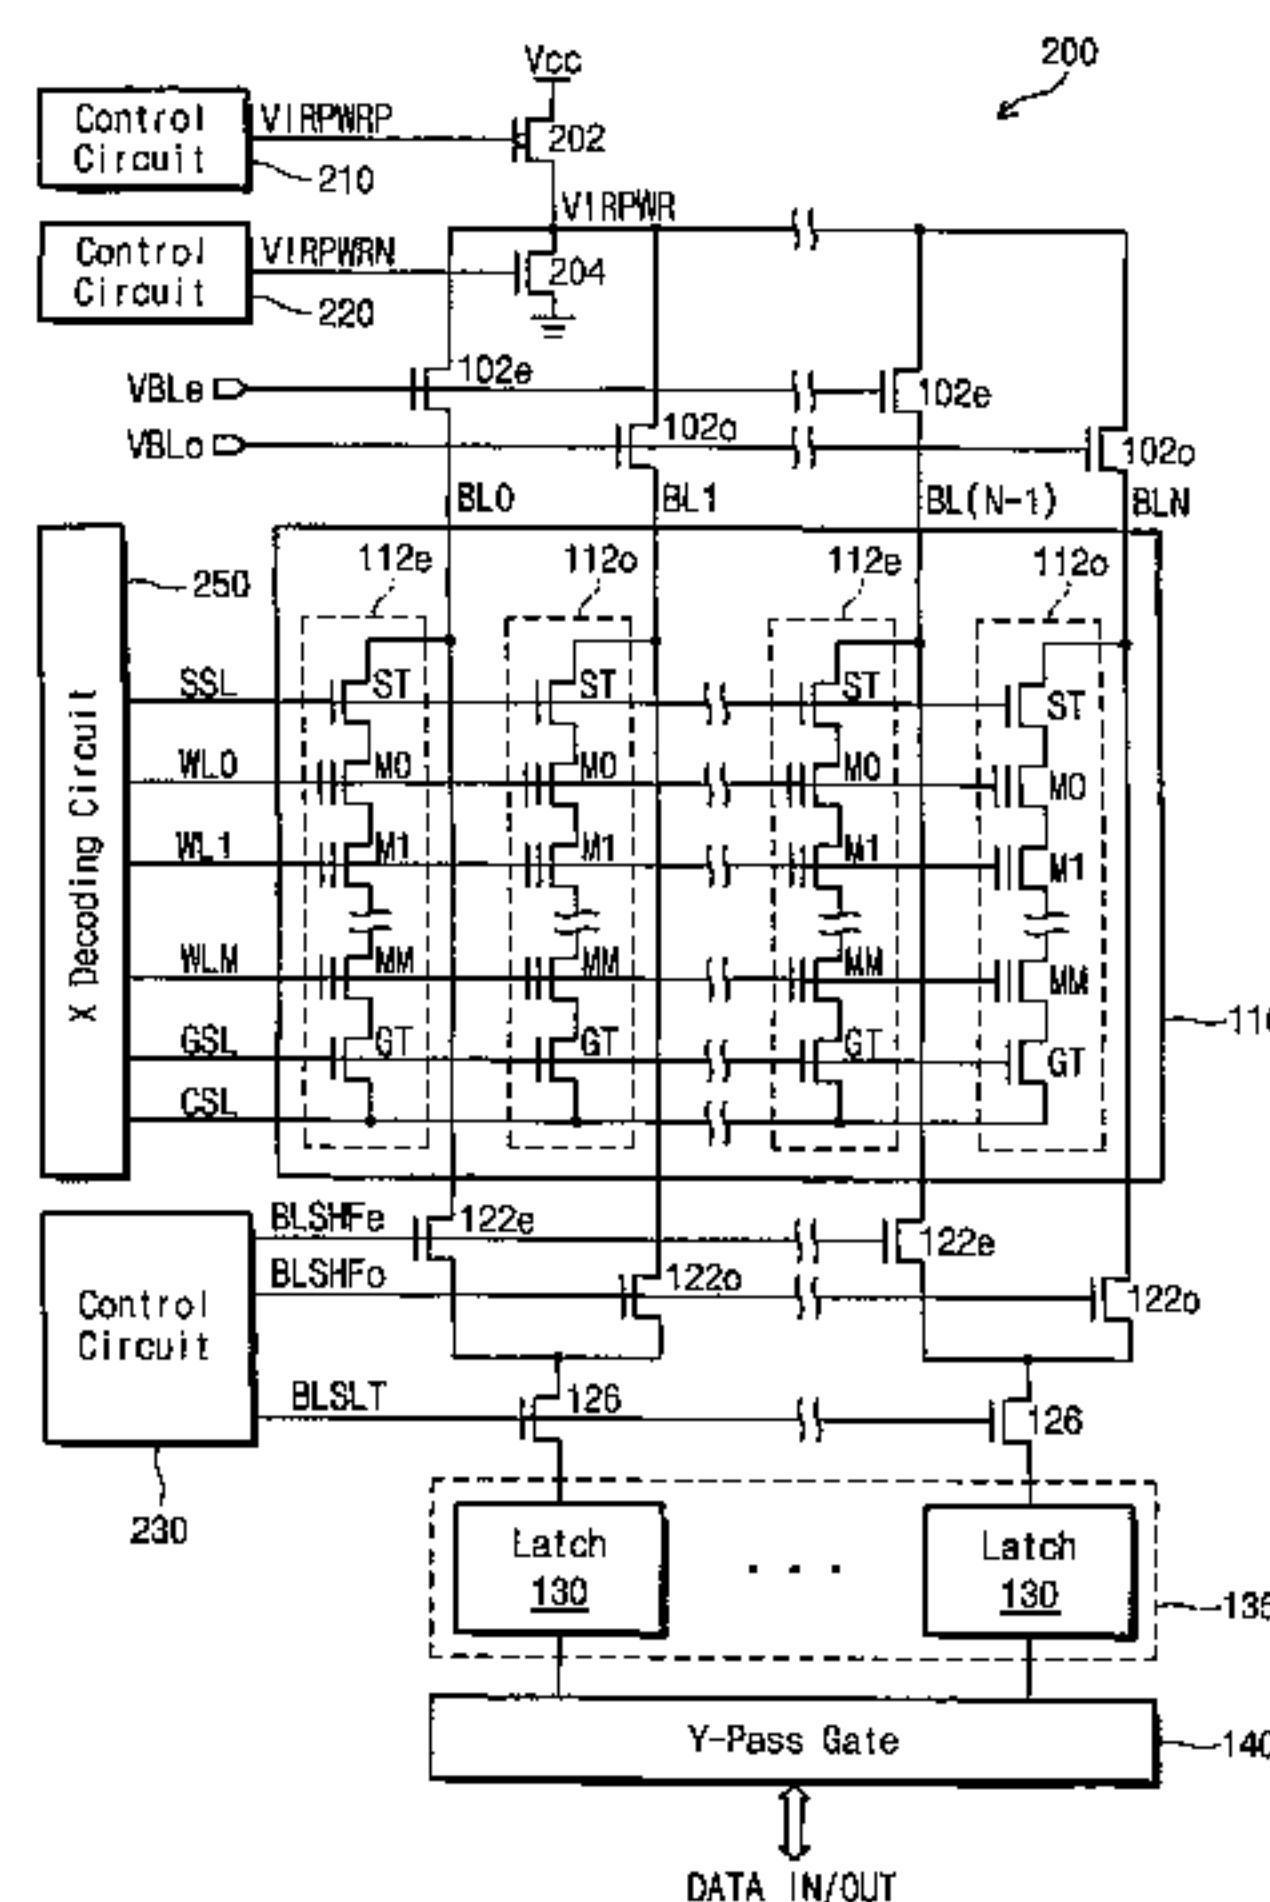 200
Vcc
Control Circuit
VIRPWRP
202
210
VIRPWR
Control Circuit
VIRPWRN
204
220
VBLe
102e
102e
VBLo
102o
102o
BL0
BL1
BL(N-1)
BLN
X Decoding Circuit
250
112e
112o
112e
112o
SSL
ST
ST
ST
ST
WL0
M0
M0
M0
M0
WL1
M1
M1
M1
M1
WLM
MM
MM
MM
MM
GSL
GT
GT
GT
GT
CSL
Control Circuit
230
BLSHFe
122e
122e
BLSHFo
122o
122o
BLSLT
126
126
Latch
130
. . .
Latch
130
Y-Pass Gate
140
DATA IN/OUT